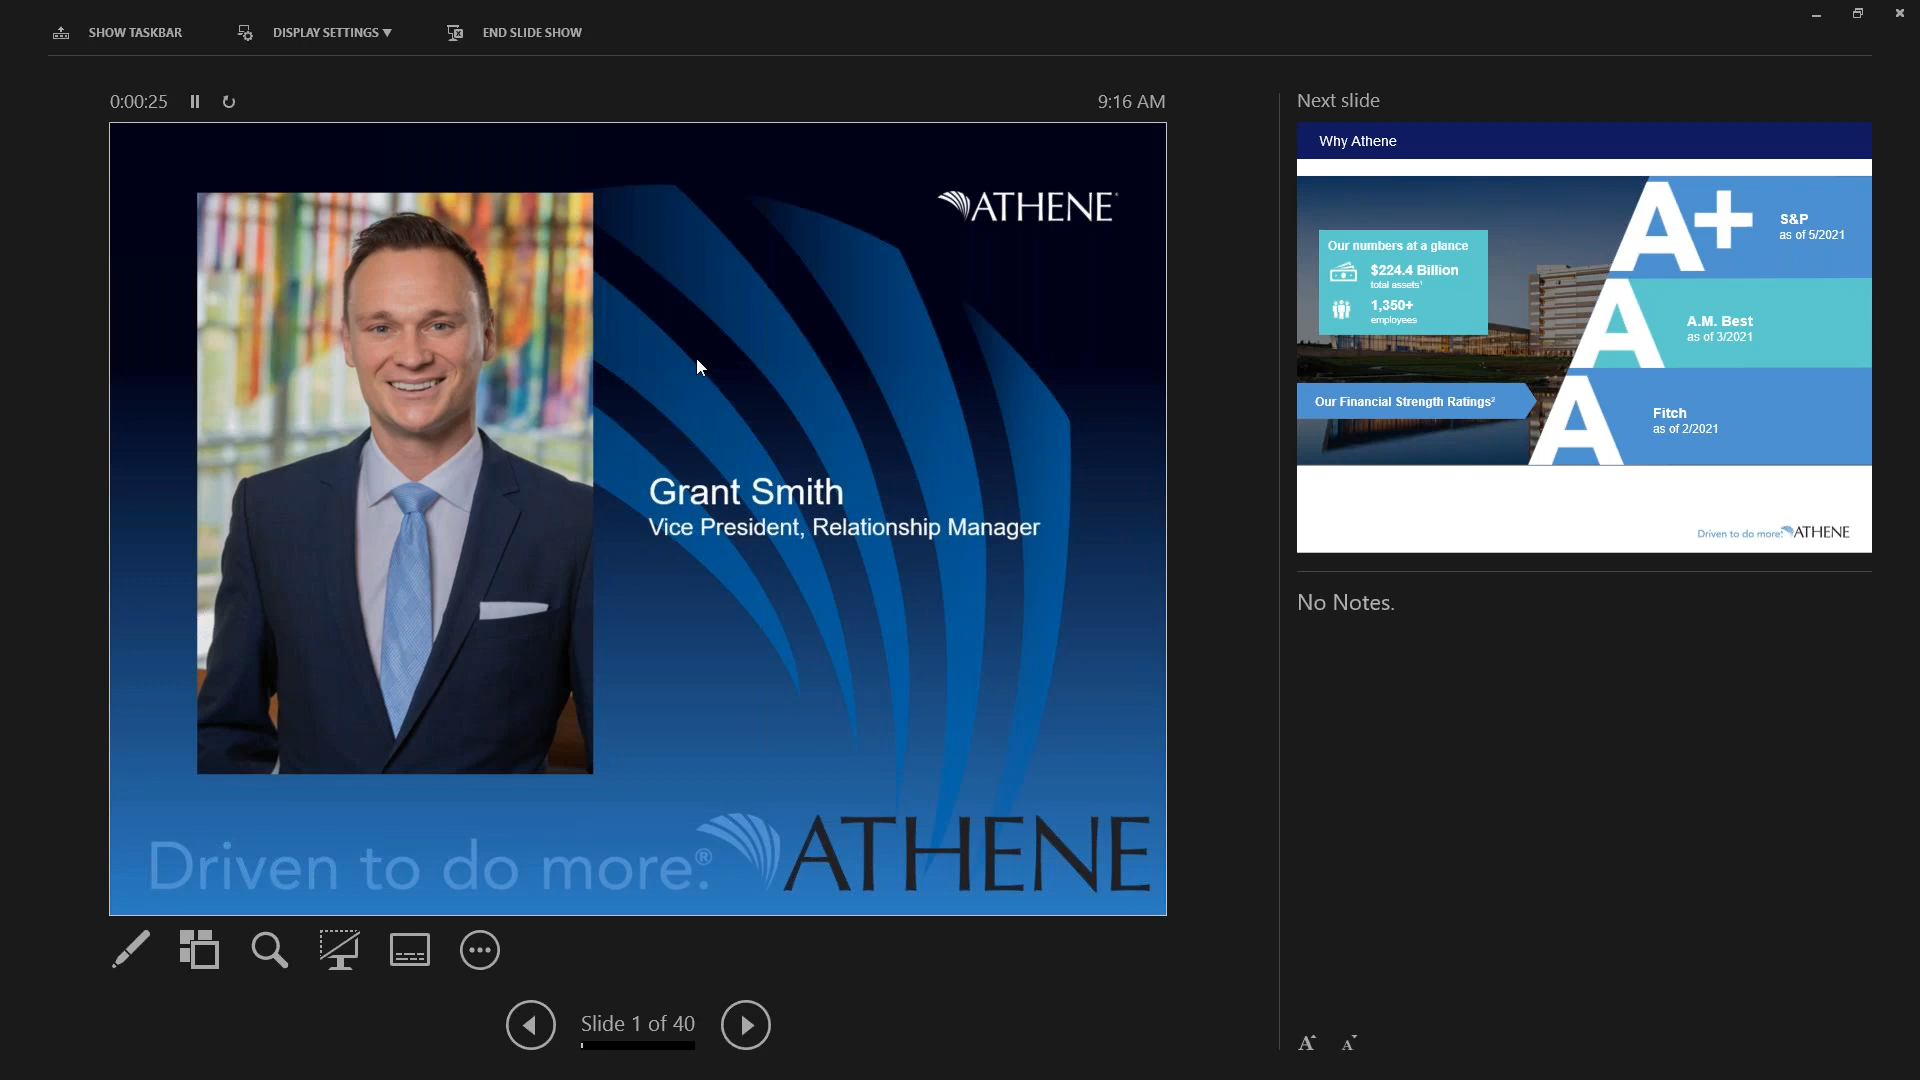 SHOW TASKBAR
DISPLAY SETTINGS ▼
END SLIDE SHOW
0:00:25
9:16 AM
ATHENE
Grant Smith
Vice President, Relationship Manager
Driven to do more.® ATHENE
Slide 1 of 40
Next slide
Why Athene
Our numbers at a glance
$224.4 Billion
total assets¹
1,350+
employees
Our Financial Strength Ratings²
A+
S&P
as of 5/2021
A
A.M. Best
as of 3/2021
A
Fitch
as of 2/2021
Driven to do more.® ATHENE
No Notes.
A A